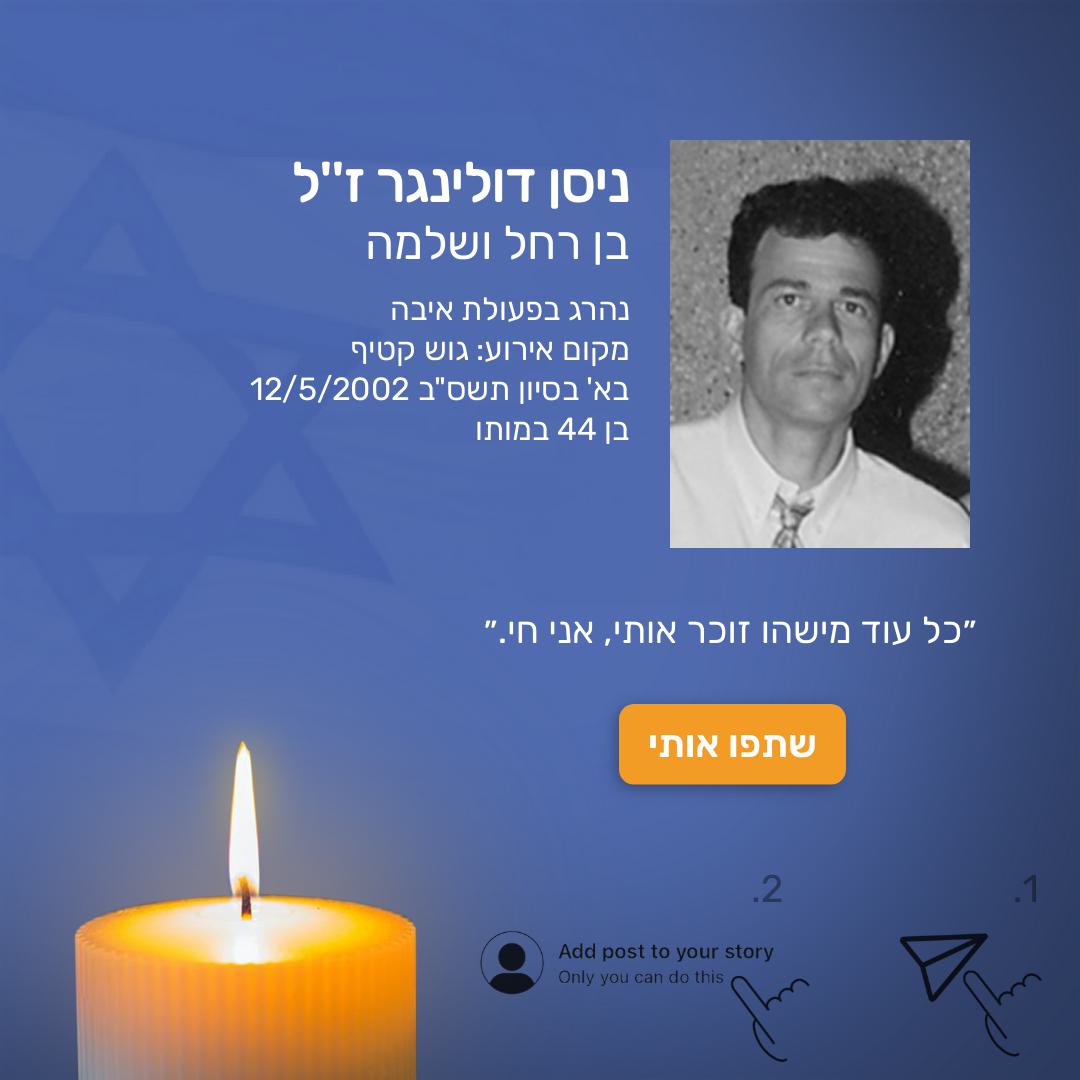 ניסן דולינגר ז"ל
בן רחל ושלמה
נהרג בפעולת איבה
מקום אירוע: גוש קטיף
בא' בסיון תשס"ב 12/5/2002
בן 44 במותו
״כל עוד מישהו זוכר אותי, אני חי.״
שתפו אותי
.1
.2
Add post to your story
Only you can do this